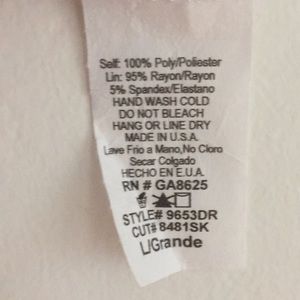 Self: 100% Poly/Poliester
Lin: 95% Rayon/Rayon
5% Spandex/Elastano
HAND WASH COLD
DO NOT BLEACH
HANG OR LINE DRY
MADE IN U.S.A.
Lave Frio a Mano,No Cloro
Secar Colgado
HECHO EN E.U.A.
RN # GA8625
STYLE# 9653DR
CUT# 8481SK
L/Grande